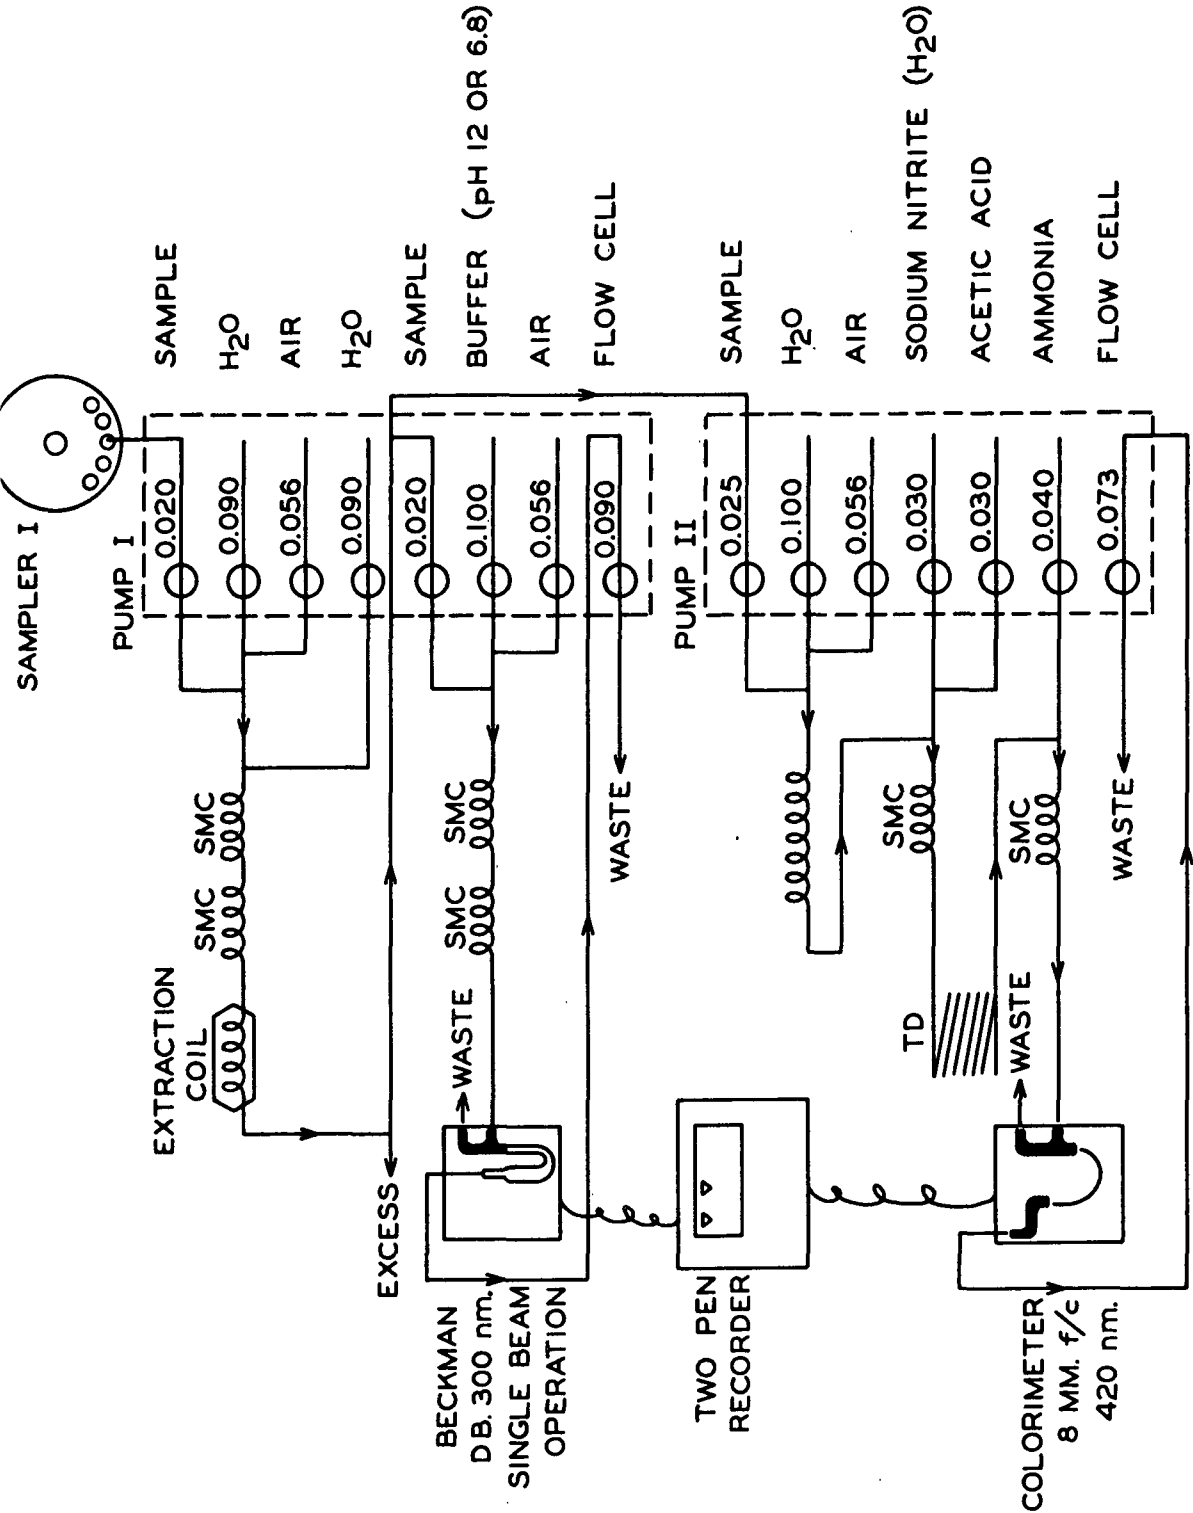 SAMPLER I
PUMP I
0.020 SAMPLE
0.090 H2O
0.056 AIR
0.090 H2O
0.020 SAMPLE
0.100 BUFFER (pH 12 OR 6.8)
0.056 AIR
0.090 FLOW CELL
PUMP II
0.025 SAMPLE
0.100 H2O
0.056 AIR
0.030 SODIUM NITRITE (H2O)
0.030 ACETIC ACID
0.040 AMMONIA
0.073 FLOW CELL
SMC
SMC
EXTRACTION
COIL
EXCESS
SMC
SMC
WASTE
WASTE
BECKMAN
DB. 300 nm.
SINGLE BEAM
OPERATION
TWO PEN
RECORDER
SMC
TD
SMC
WASTE
WASTE
COLORIMETER
8 MM. f/c
420 nm.